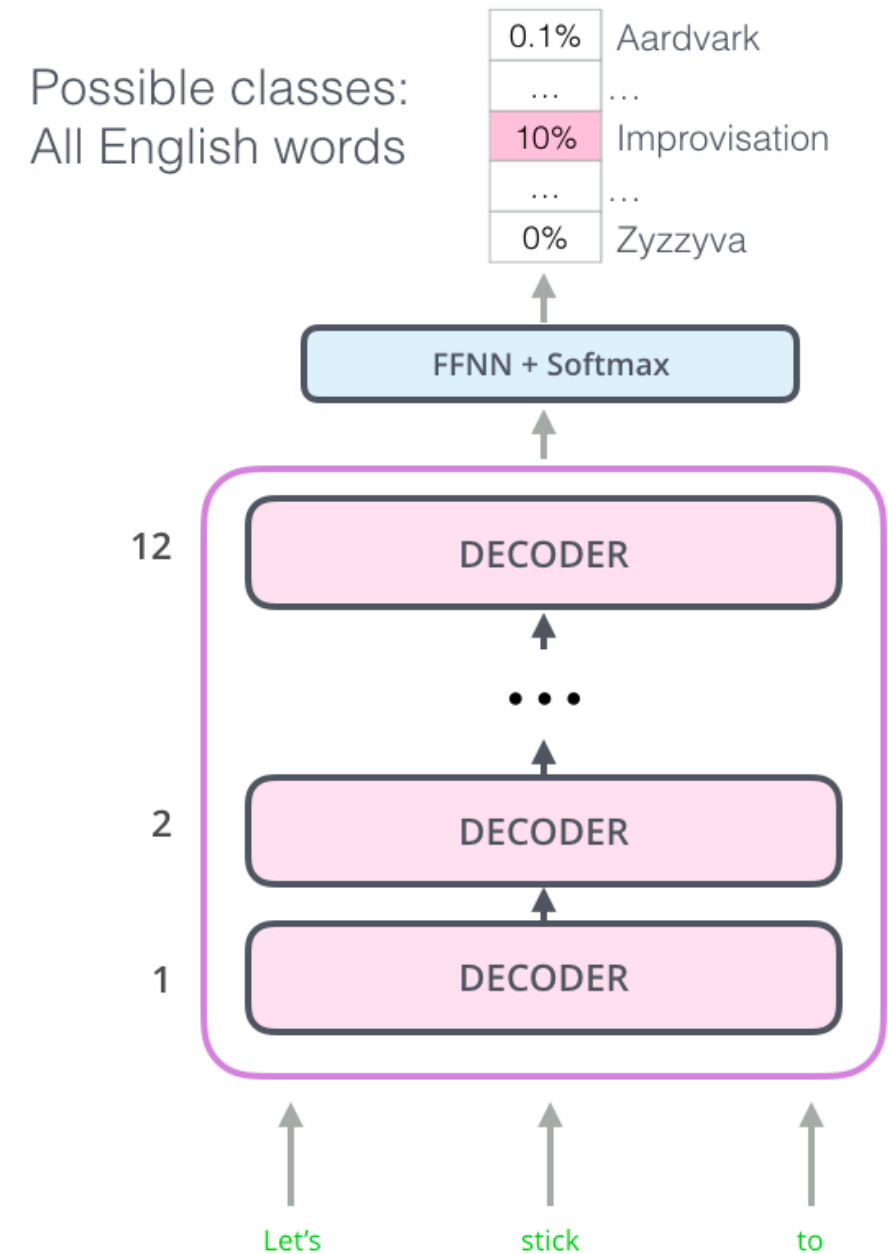 Possible classes:
All English words
0.1% Aardvark
... ...
10% Improvisation
... ...
0% Zyzzyva
FFNN + Softmax
12 DECODER
...
2 DECODER
1 DECODER
Let's stick to